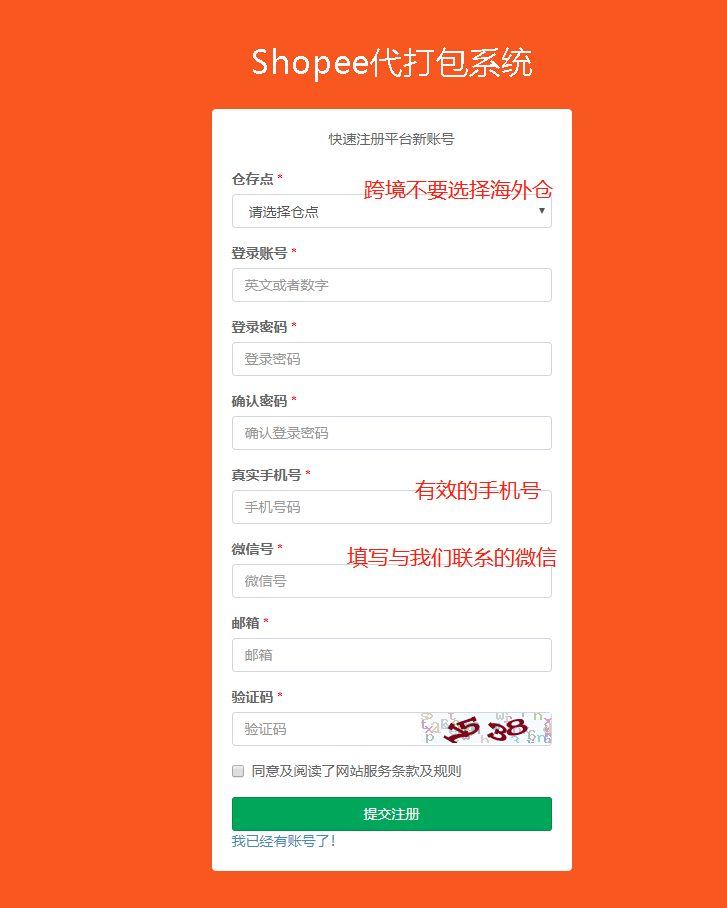 Shopee代打包系统
快速注册平台新账号
仓存点 *
跨境不要选择海外仓
请选择仓点
登录账号 *
英文或者数字
登录密码 *
登录密码
确认密码 *
确认登录密码
真实手机号 *
有效的手机号
手机号码
微信号 *
填写与我们联系的微信
微信号
邮箱 *
邮箱
验证码 *
验证码
同意及阅读了网站服务条款及规则
提交注册
我已经有账号了!